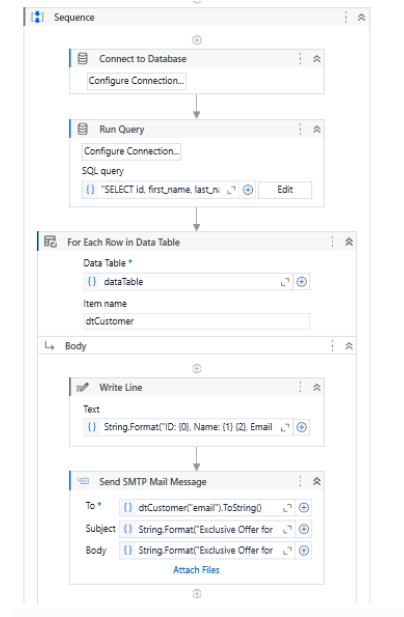 Sequence
Connect to Database
Configure Connection...
Run Query
Configure Connection...
SQL query
{} "SELECT id, first_name, last_n
Edit
For Each Row in Data Table
Data Table *
{} dataTable
Item name
dtCustomer
Body
Write Line
Text
{} String.Format("ID: {0}, Name: {1} {2}, Email
Send SMTP Mail Message
To * {} dtCustomer("email").ToString()
Subject {} String.Format("Exclusive Offer for
Body {} String.Format("Exclusive Offer for
Attach Files